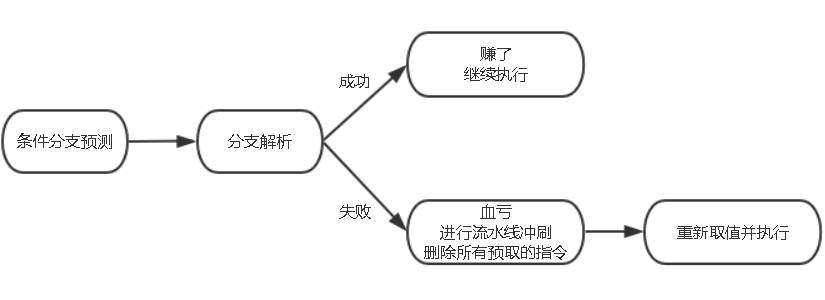 条件分支预测
分支解析
成功
赚了
继续执行
失败
血亏
进行流水线冲刷
删除所有预取的指令
重新取值并执行